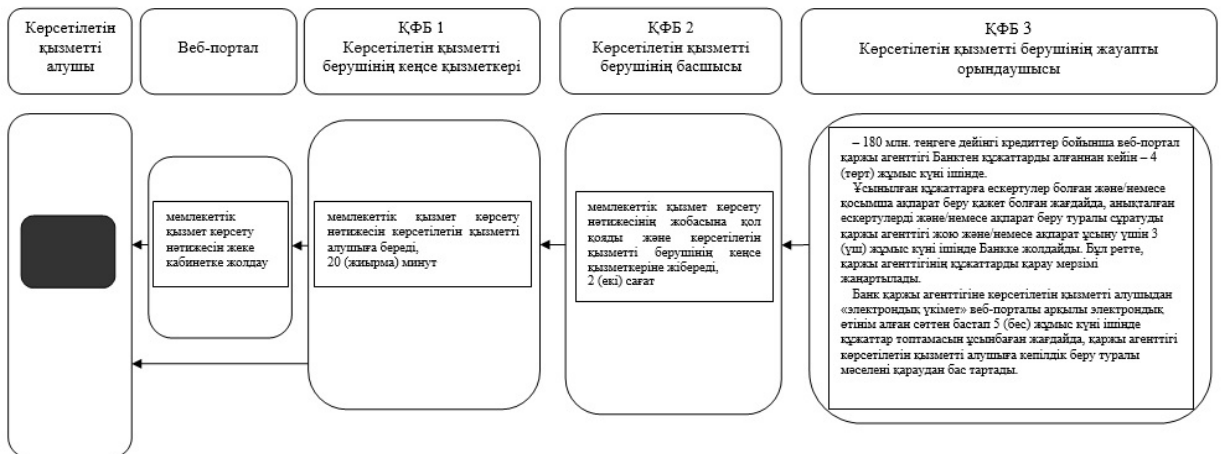 Көрсетілетін
қызметті
алушы
Веб-портал
ҚФБ 1
Көрсетілетін қызметті
берушінің кеңсе қызметкері
ҚФБ 2
Көрсетілетін қызметті
берушінің басшысы
ҚФБ 3
Көрсетілетін қызметті берушінің жауапты
орындаушысы
мемлекеттік
қызмет көрсету
нәтижесін жеке
кабинетке жолдау
мемлекеттік қызмет көрсету
нәтижесін көрсетілетін қызметті
алушыға береді,
20 (жиырма) минут
мемлекеттік қызмет көрсету
нәтижесінің жобасына қол
қояды және көрсетілетін
қызметті берушінің кеңсе
қызметкеріне жібереді,
2 (екі) сағат
– 180 млн. теңгеге дейінгі кредиттер бойынша веб-портал
қаржы агенттігі Банктен құжаттарды алғаннан кейін – 4
(төрт) жұмыс күні ішінде.
Ұсынылған құжаттарға ескертулер болған және/немесе
қосымша ақпарат беру қажет болған жағдайда, анықталған
ескертулерді және/немесе ақпарат беру туралы сұратуды
қаржы агенттігі жою және/немесе ақпарат ұсыну үшін 3
(үш) жұмыс күні ішінде Банкке жолдайды. Бұл ретте,
қаржы агенттігінің құжаттарды қарау мерзімі
жаңартылады.
Банк қаржы агенттігіне көрсетілетін қызметті алушыдан
«электрондық үкімет» веб-порталы арқылы электрондық
өтінім алған сәттен бастап 5 (бес) жұмыс күні ішінде
құжаттар топтамасын ұсынбаған жағдайда, қаржы агенттігі
көрсетілетін қызметті алушыға кепілдік беру туралы
мәселені қараудан бас тартады.